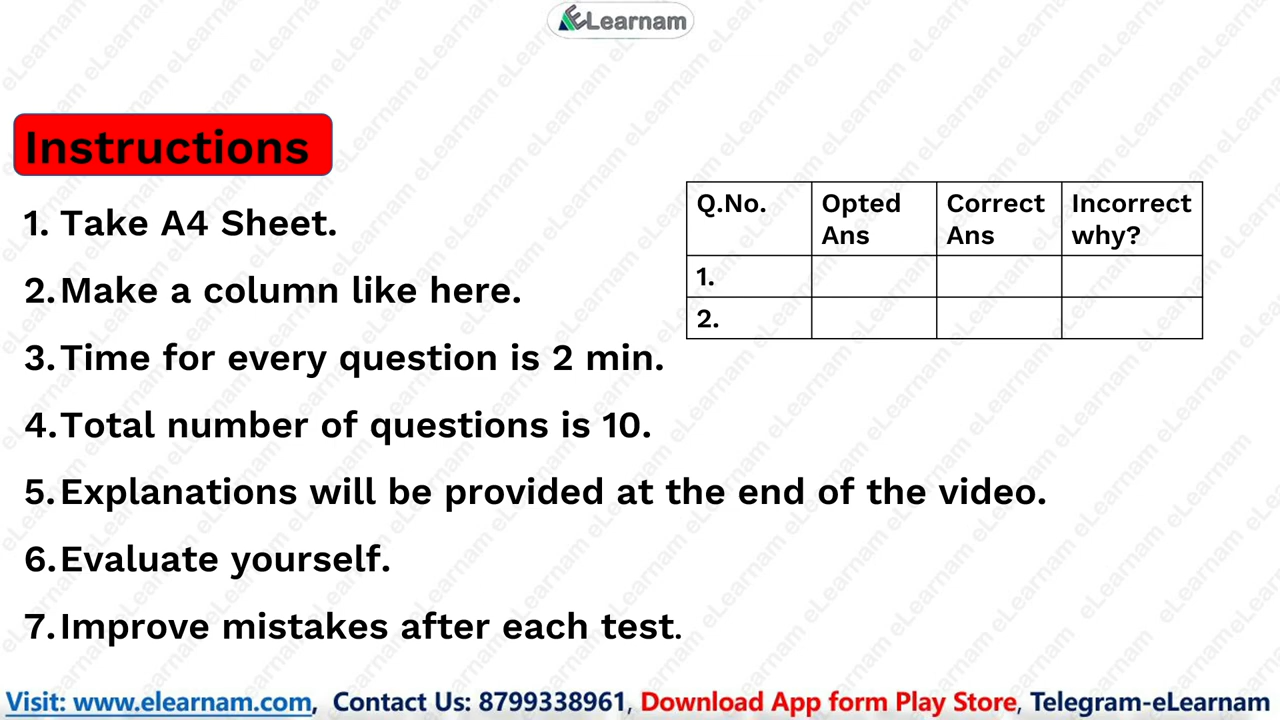 eLearnam
Instructions
1. Take A4 Sheet.
2. Make a column like here.
3. Time for every question is 2 min.
4. Total number of questions is 10.
5. Explanations will be provided at the end of the video.
6. Evaluate yourself.
7. Improve mistakes after each test.
Q.No. Opted Ans Correct Ans Incorrect why?
1.
2.
Visit: www.elearnam.com, Contact Us: 8799338961, Download App form Play Store, Telegram-eLearnam